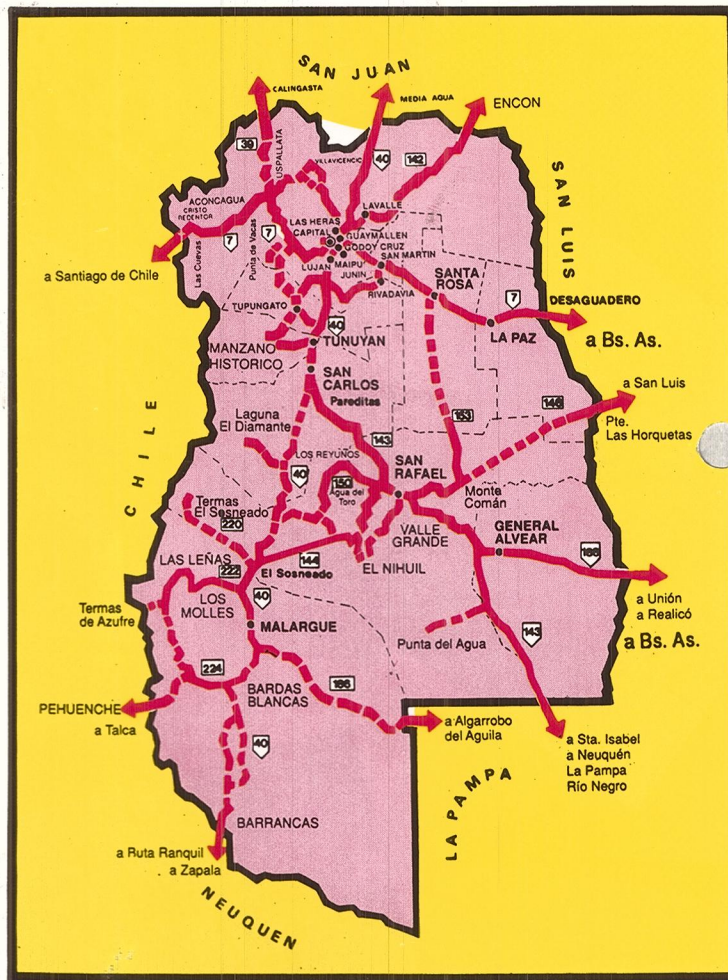 SAN JUAN
CALINGASTA
MEDIA AGUA
ENCON
39
USPALLATA
VILLAVICENCIO
40
142
SAN LUIS
ACONCAGUA
CRISTO
REDENTOR
LAVALLE
LAS HERAS
CAPITAL
GUAYMALLEN
GODOY CRUZ
7
7
Punta de Vacas
Las Cuevas
LUJAN
MAIPU
SAN MARTIN
JUNIN
RIVADAVIA
a Santiago de Chile
SANTA
ROSA
7
DESAGUADERO
TUPUNGATO
40
LA PAZ
a Bs. As.
MANZANO
HISTORICO
TUNUYAN
SAN
CARLOS
Pareditas
a San Luis
146
153
Pte.
Las Horquetas
CHILE
Laguna
El Diamante
143
LOS REYUNOS
40
150
Agua del
Toro
SAN
RAFAEL
Monte
Comán
Termas
El Sosneado
220
VALLE
GRANDE
GENERAL
ALVEAR
188
LAS LEÑAS
222
144
El Sosneado
EL NIHUIL
40
LOS
MOLLES
Termas
de Azufre
MALARGUE
a Unión
a Realicó
a Bs. As.
143
Punta del Agua
224
186
BARDAS
BLANCAS
PEHUENCHE
a Talca
a Algarrobo
del Aguila
40
a Sta. Isabel
a Neuquén
La Pampa
Río Negro
LA PAMPA
BARRANCAS
a Ruta Ranquil
a Zapala
NEUQUEN